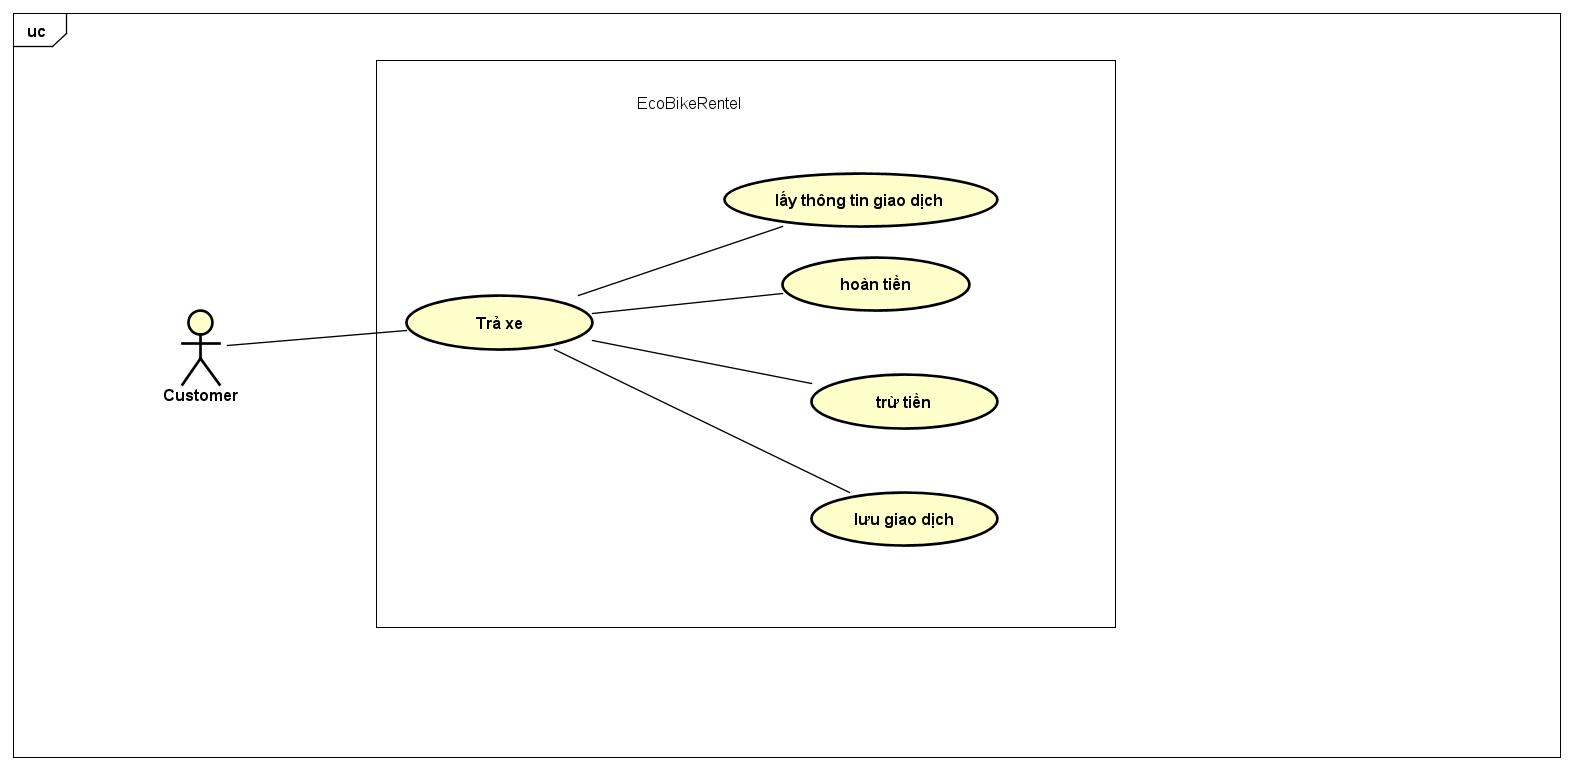 uc
EcoBikeRentel
lấy thông tin giao dịch
hoàn tiền
Trả xe
Customer
trừ tiền
lưu giao dịch